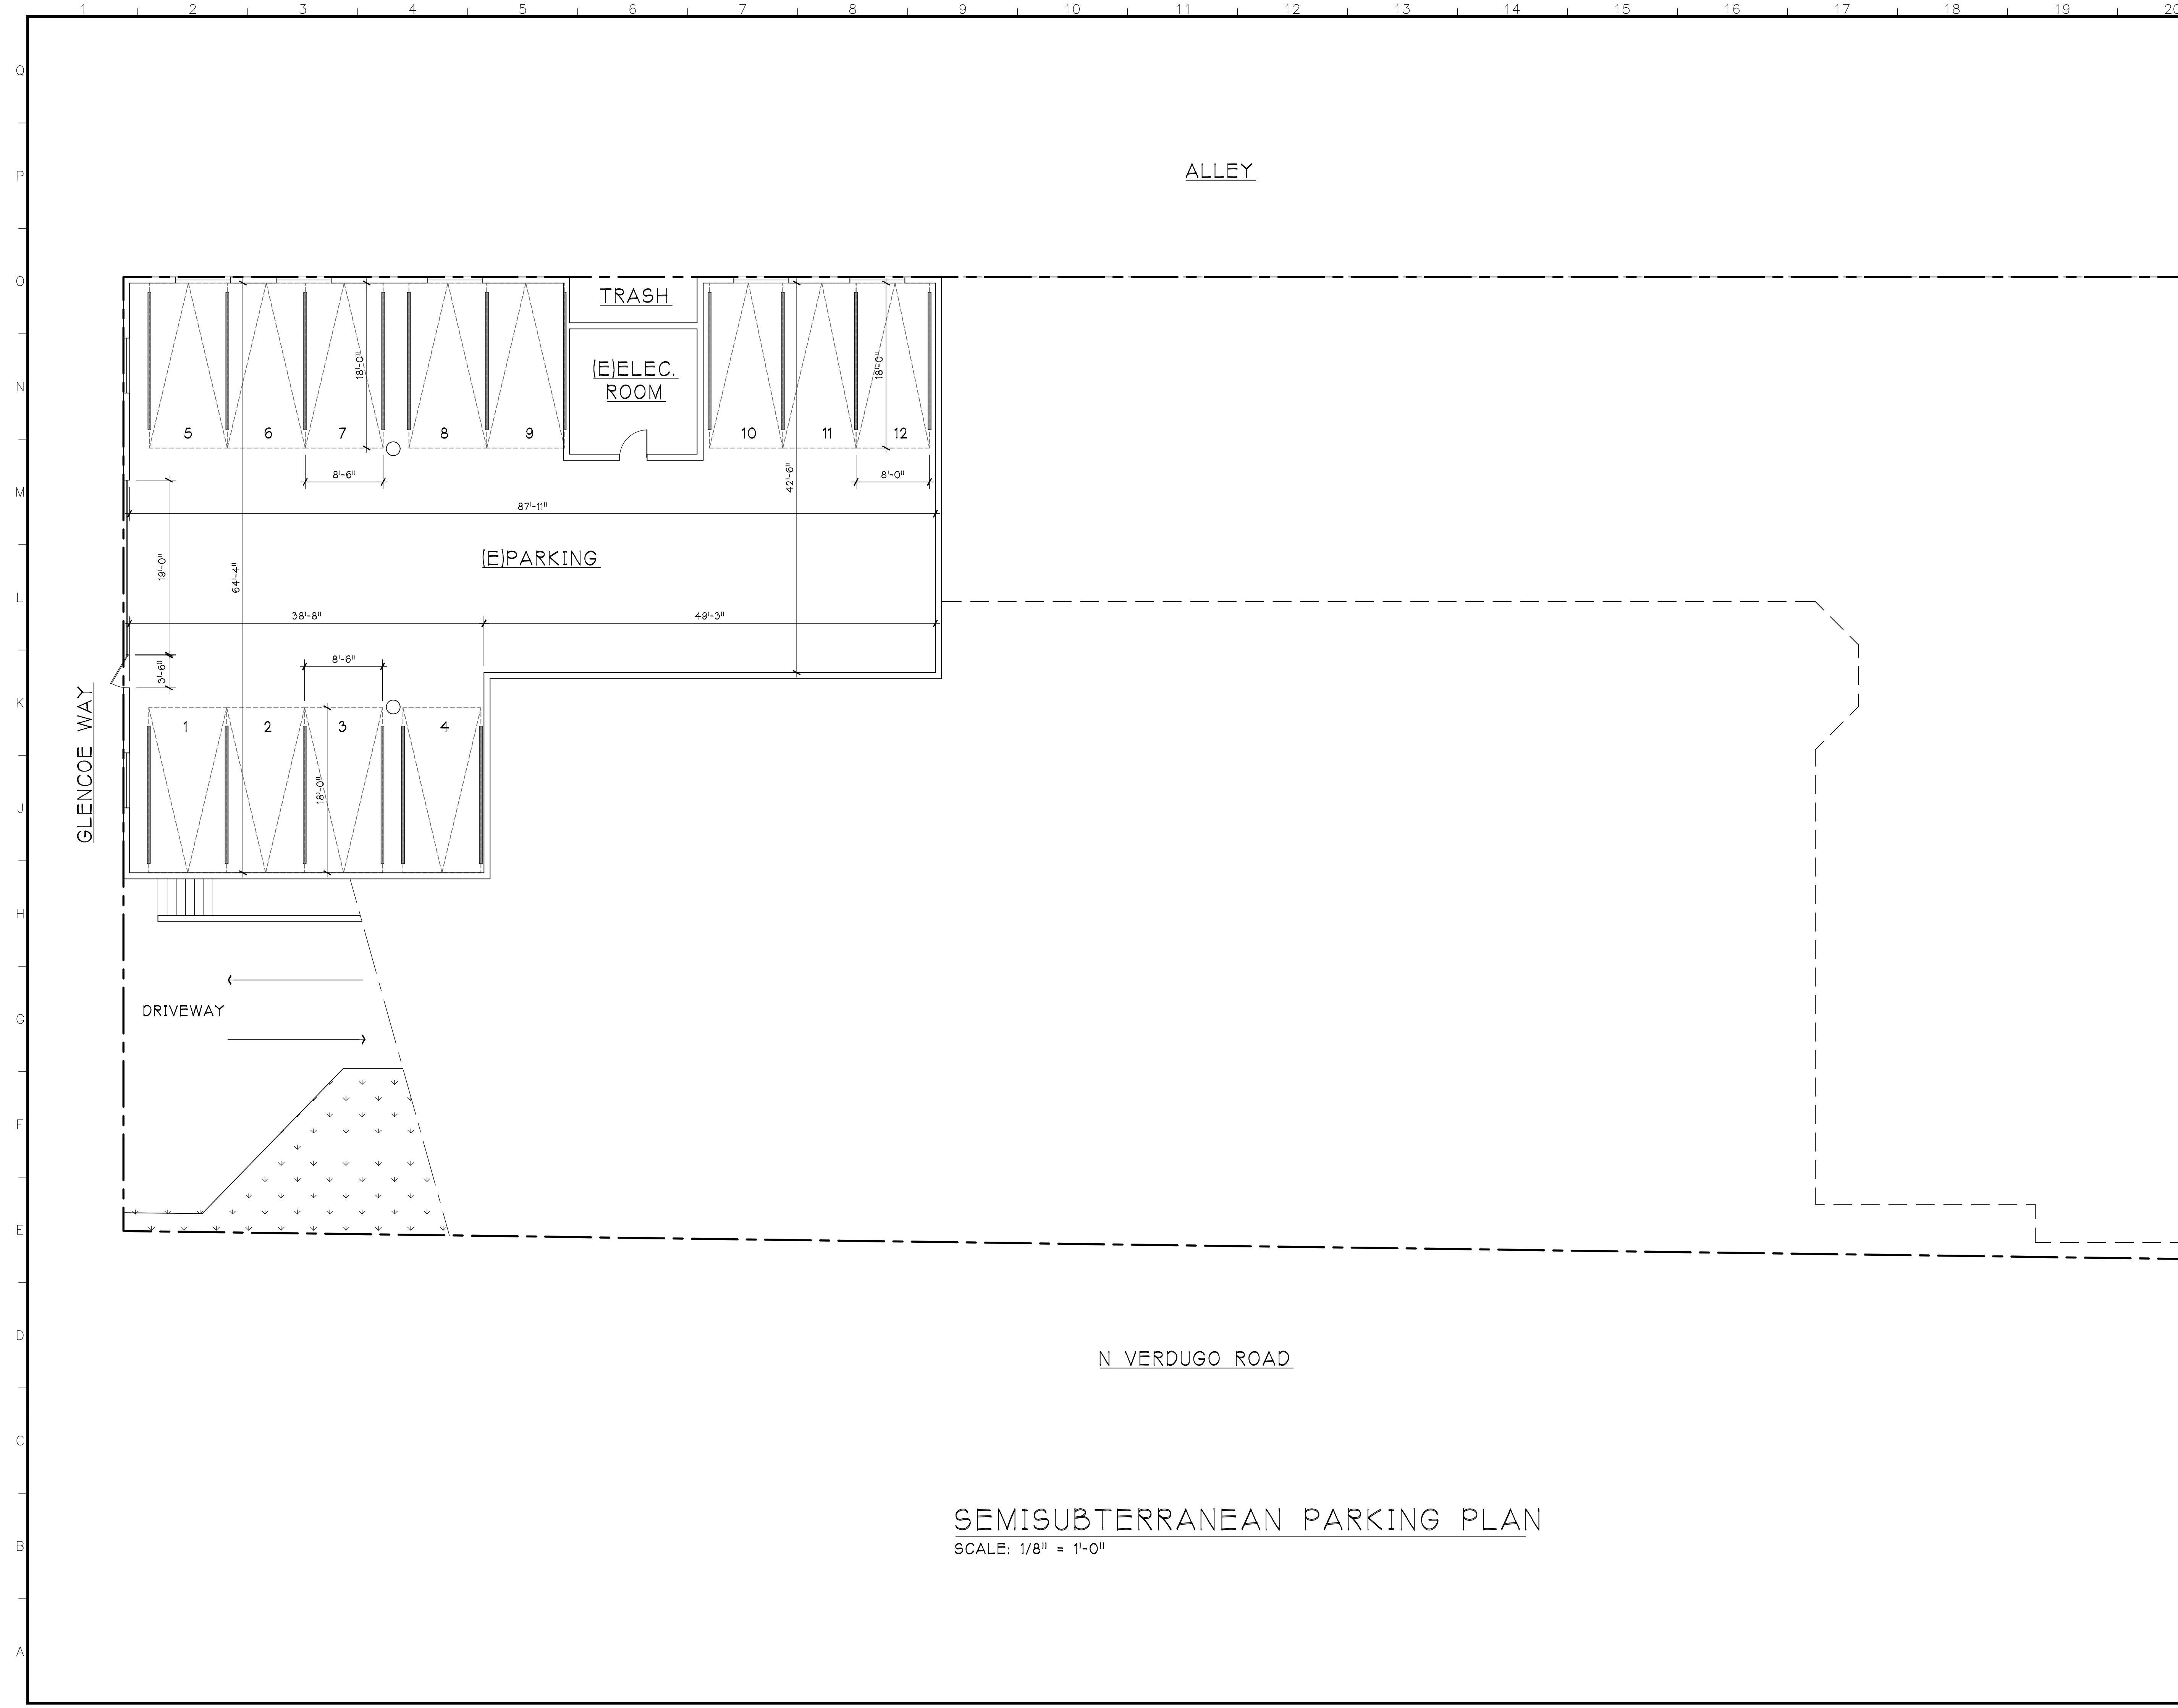 1 2 3 4 5 6 7 8 9 10 11 12 13 14 15 16 17 18 19 20
Q
P
O
N
M
L
K
J
H
G
F
E
D
C
B
A
ALLEY
TRASH
(E)ELEC.
ROOM
18'-0"
18'-0"
5 6 7 8 9 10 11 12
8'-6"
42'-6"
8'-0"
87'-11"
(E)PARKING
19'-0"
64'-4"
38'-8"
49'-3"
3'-6"
8'-6"
GLENCOE WAY
1 2 3 4
18'-0"
DRIVEWAY
N VERDUGO ROAD
SEMISUBTERRANEAN PARKING PLAN
SCALE: 1/8" = 1'-0"